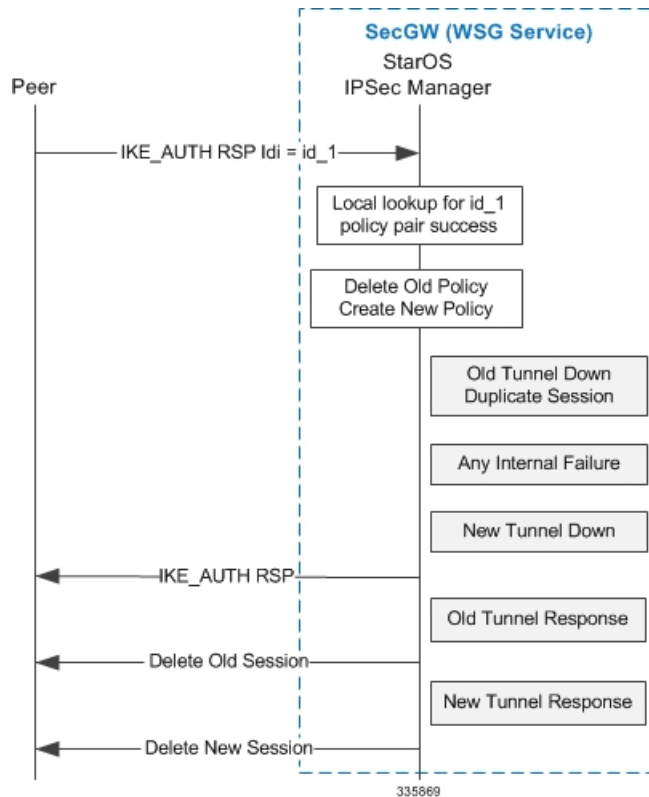 SecGW (WSG Service)
StarOS
IPSec Manager
Peer
IKE_AUTH RSP Idi = id_1
Local lookup for id_1
policy pair success
Delete Old Policy
Create New Policy
Old Tunnel Down
Duplicate Session
Any Internal Failure
New Tunnel Down
IKE_AUTH RSP
Old Tunnel Response
Delete Old Session
New Tunnel Response
Delete New Session
335869